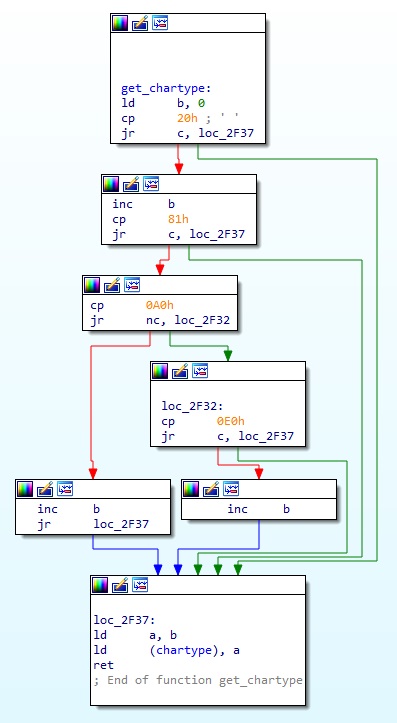 get_chartype:
ld b, 0
cp 20h ; ' '
jr c, loc_2F37
inc b
cp 81h
jr c, loc_2F37
cp 0A0h
jr nc, loc_2F32
loc_2F32:
cp 0E0h
jr c, loc_2F37
inc b
jr loc_2F37
inc b
loc_2F37:
ld a, b
ld (chartype), a
ret
; End of function get_chartype